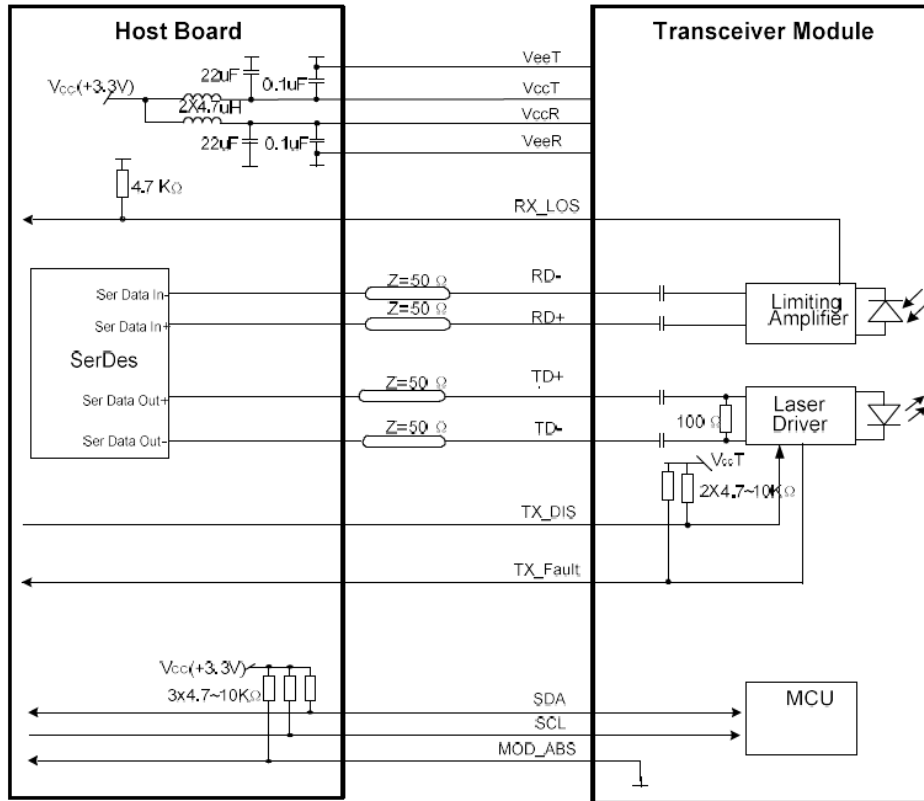 Host Board
Transceiver Module
VeeT
22uF
0.1uF
Vcc(+3.3V)
VccT
2X4.7uH
VccR
22uF
0.1uF
VeeR
4.7 KΩ
RX_LOS
Z=50 Ω
RD-
Ser Data In-
Z=50 Ω
RD+
Ser Data In+
Limiting
Amplifier
SerDes
Z=50 Ω
TD+
Ser Data Out+
Z=50 Ω
TD-
Ser Data Out-
100 Ω
Laser
Driver
VccT
2X4.7~10KΩ
TX_DIS
TX_Fault
Vcc(+3.3V)
3x4.7~10KΩ
SDA
SCL
MOD_ABS
MCU